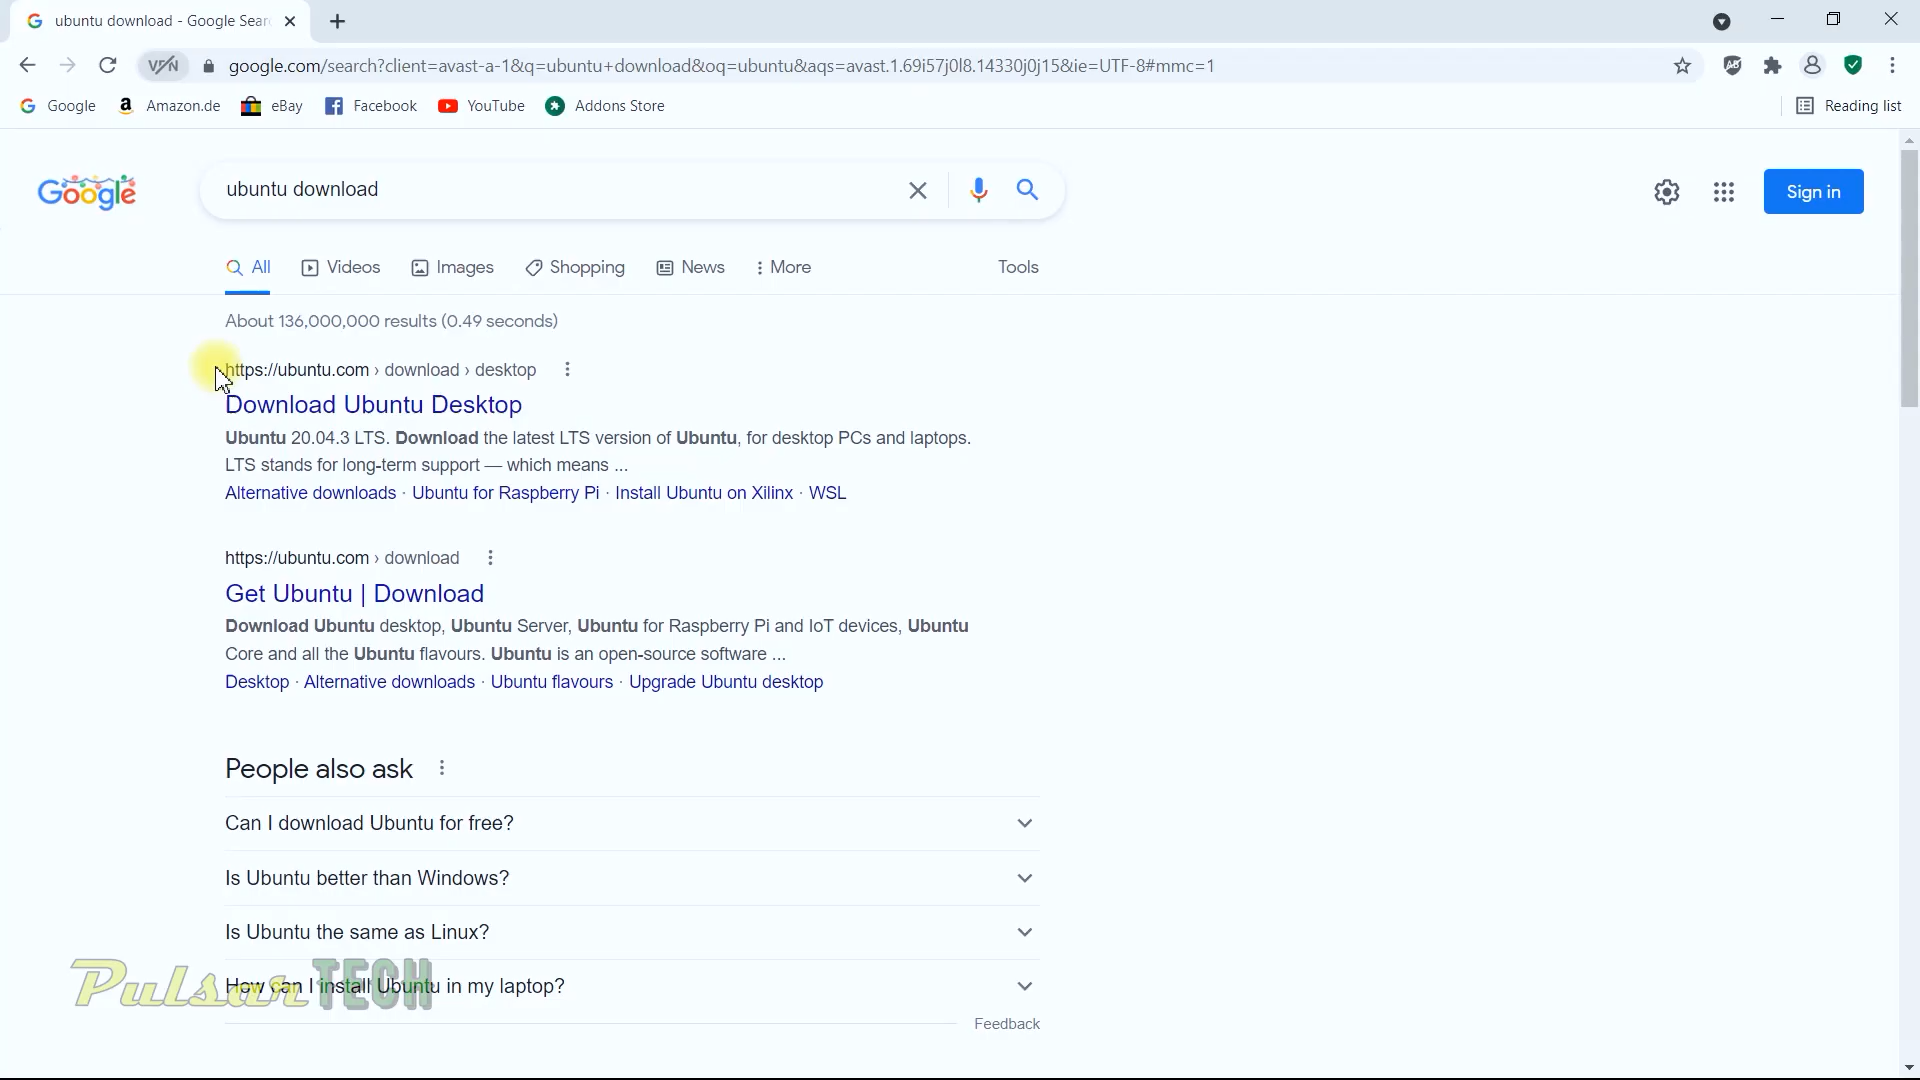 ubuntu download - Google Sear
VPN
google.com/search?client=avast-a-1&q=ubuntu+download&oq=ubuntu&aqs=avast.1.69i57j0l8.14330j0j15&ie=UTF-8#mmc=1
Google Amazon.de eBay Facebook YouTube Addons Store Reading list
Google ubuntu download Sign in
All Videos Images Shopping News More Tools
About 136,000,000 results (0.49 seconds)
https://ubuntu.com › download › desktop
Download Ubuntu Desktop
Ubuntu 20.04.3 LTS. Download the latest LTS version of Ubuntu, for desktop PCs and laptops.
LTS stands for long-term support — which means ...
Alternative downloads · Ubuntu for Raspberry Pi · Install Ubuntu on Xilinx · WSL
https://ubuntu.com › download
Get Ubuntu | Download
Download Ubuntu desktop, Ubuntu Server, Ubuntu for Raspberry Pi and IoT devices, Ubuntu
Core and all the Ubuntu flavours. Ubuntu is an open-source software ...
Desktop · Alternative downloads · Ubuntu flavours · Upgrade Ubuntu desktop
People also ask
Can I download Ubuntu for free?
Is Ubuntu better than Windows?
Is Ubuntu the same as Linux?
How can I install Ubuntu in my laptop?
Pulsar TECH
Feedback